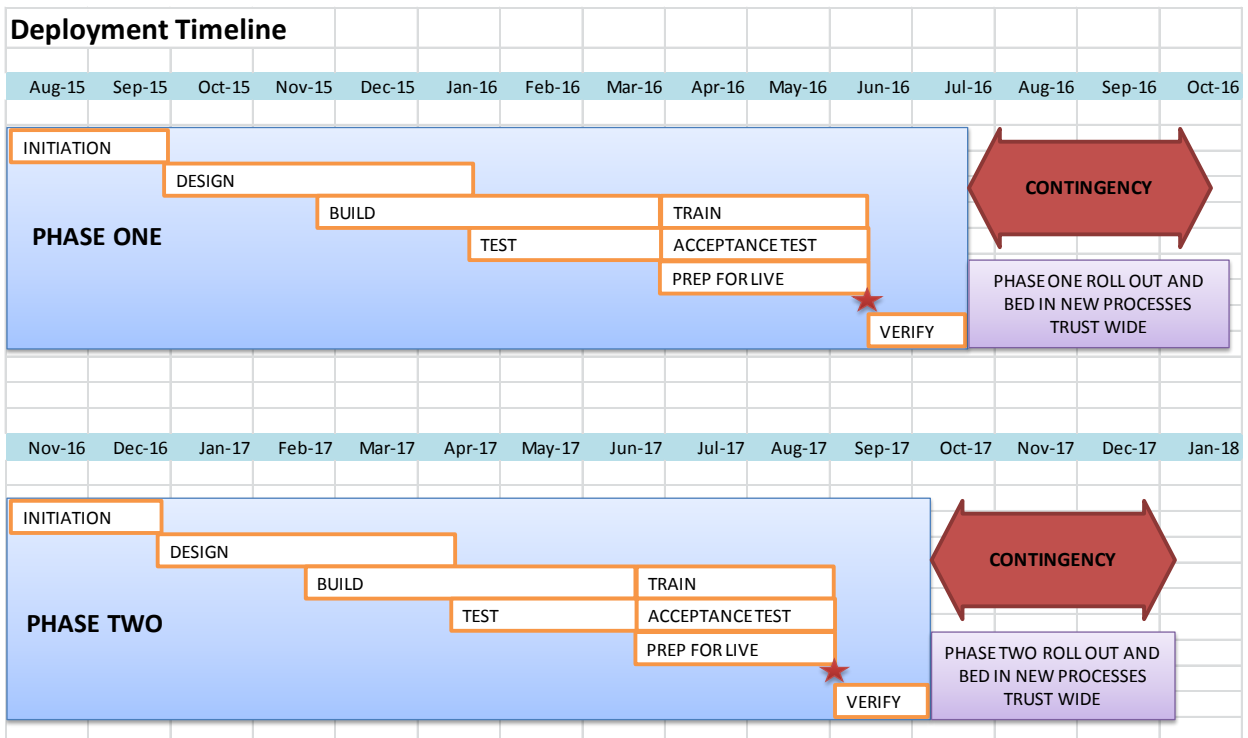 Deployment Timeline
Aug-15 Sep-15 Oct-15 Nov-15 Dec-15 Jan-16 Feb-16 Mar-16 Apr-16 May-16 Jun-16 Jul-16 Aug-16 Sep-16 Oct-16
INITIATION
DESIGN
BUILD TRAIN
TEST ACCEPTANCE TEST
PREP FOR LIVE
VERIFY
PHASE ONE
CONTINGENCY
PHASE ONE ROLL OUT AND
BED IN NEW PROCESSES
TRUST WIDE
Nov-16 Dec-16 Jan-17 Feb-17 Mar-17 Apr-17 May-17 Jun-17 Jul-17 Aug-17 Sep-17 Oct-17 Nov-17 Dec-17 Jan-18
INITIATION
DESIGN
BUILD TRAIN
TEST ACCEPTANCE TEST
PREP FOR LIVE
VERIFY
PHASE TWO
CONTINGENCY
PHASE TWO ROLL OUT AND
BED IN NEW PROCESSES
TRUST WIDE